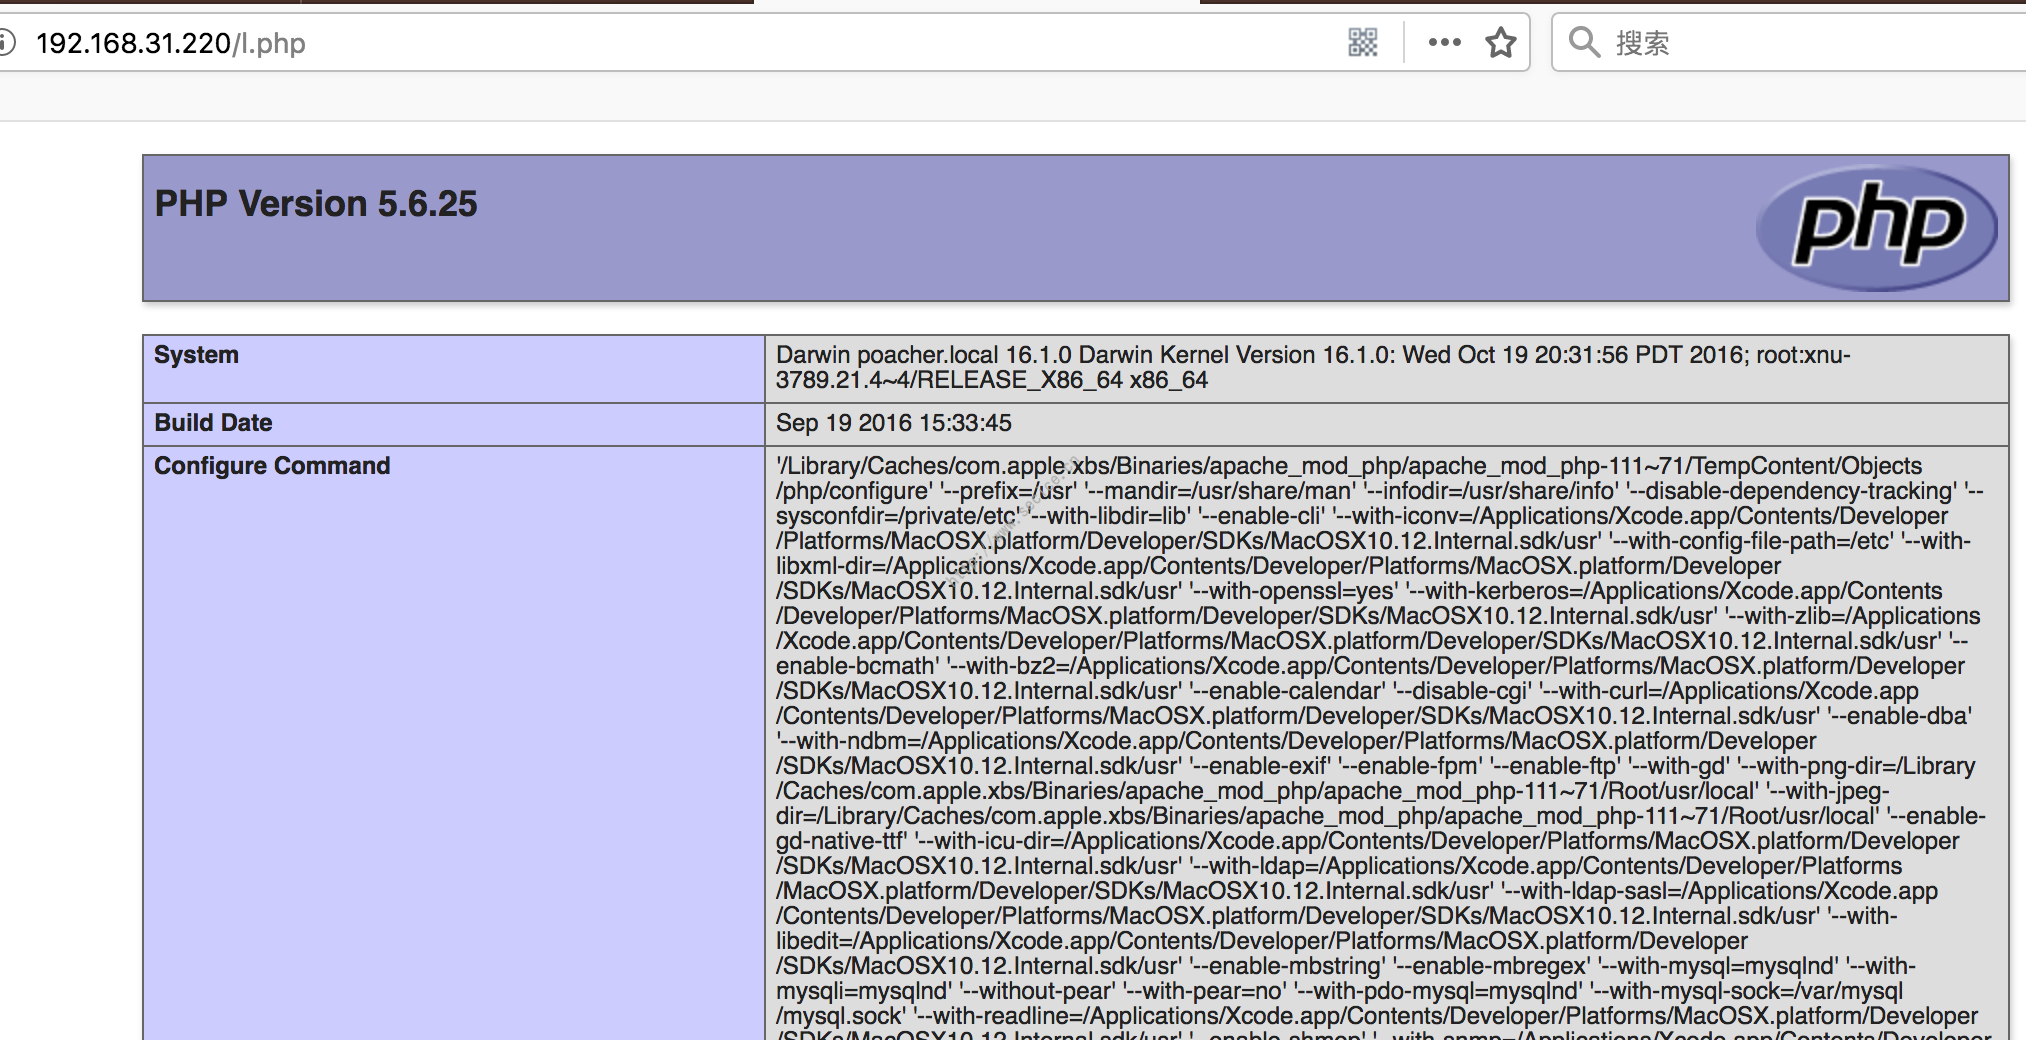 192.168.31.220/l.php
搜索
PHP Version 5.6.25
php
System
Darwin poacher.local 16.1.0 Darwin Kernel Version 16.1.0: Wed Oct 19 20:31:56 PDT 2016; root:xnu-
3789.21.4~4/RELEASE_X86_64 x86_64
Build Date
Sep 19 2016 15:33:45
Configure Command
'/Library/Caches/com.apple.xbs/Binaries/apache_mod_php/apache_mod_php-111~71/TempContent/Objects
/php/configure' '--prefix=/usr' '--mandir=/usr/share/man' '--infodir=/usr/share/info' '--disable-dependency-tracking' '--
sysconfdir=/private/etc' '--with-libdir=lib' '--enable-cli' '--with-iconv=/Applications/Xcode.app/Contents/Developer
/Platforms/MacOSX.platform/Developer/SDKs/MacOSX10.12.Internal.sdk/usr' '--with-config-file-path=/etc' '--with-
libxml-dir=/Applications/Xcode.app/Contents/Developer/Platforms/MacOSX.platform/Developer
/SDKs/MacOSX10.12.Internal.sdk/usr' '--with-openssl=yes' '--with-kerberos=/Applications/Xcode.app/Contents
/Developer/Platforms/MacOSX.platform/Developer/SDKs/MacOSX10.12.Internal.sdk/usr' '--with-zlib=/Applications
/Xcode.app/Contents/Developer/Platforms/MacOSX.platform/Developer/SDKs/MacOSX10.12.Internal.sdk/usr' '--
enable-bcmath' '--with-bz2=/Applications/Xcode.app/Contents/Developer/Platforms/MacOSX.platform/Developer
/SDKs/MacOSX10.12.Internal.sdk/usr' '--enable-calendar' '--disable-cgi' '--with-curl=/Applications/Xcode.app
/Contents/Developer/Platforms/MacOSX.platform/Developer/SDKs/MacOSX10.12.Internal.sdk/usr' '--enable-dba'
'--with-ndbm=/Applications/Xcode.app/Contents/Developer/Platforms/MacOSX.platform/Developer
/SDKs/MacOSX10.12.Internal.sdk/usr' '--enable-exif' '--enable-fpm' '--enable-ftp' '--with-gd' '--with-png-dir=/Library
/Caches/com.apple.xbs/Binaries/apache_mod_php/apache_mod_php-111~71/Root/usr/local' '--with-jpeg-
dir=/Library/Caches/com.apple.xbs/Binaries/apache_mod_php/apache_mod_php-111~71/Root/usr/local' '--enable-
gd-native-ttf' '--with-icu-dir=/Applications/Xcode.app/Contents/Developer/Platforms/MacOSX.platform/Developer
/SDKs/MacOSX10.12.Internal.sdk/usr' '--with-ldap=/Applications/Xcode.app/Contents/Developer/Platforms
/MacOSX.platform/Developer/SDKs/MacOSX10.12.Internal.sdk/usr' '--with-ldap-sasl=/Applications/Xcode.app
/Contents/Developer/Platforms/MacOSX.platform/Developer/SDKs/MacOSX10.12.Internal.sdk/usr' '--with-
libedit=/Applications/Xcode.app/Contents/Developer/Platforms/MacOSX.platform/Developer
/SDKs/MacOSX10.12.Internal.sdk/usr' '--enable-mbstring' '--enable-mbregex' '--with-mysql=mysqlnd' '--with-
mysqli=mysqlnd' '--without-pear' '--with-pear=no' '--with-pdo-mysql=mysqlnd' '--with-mysql-sock=/var/mysql
/mysql.sock' '--with-readline=/Applications/Xcode.app/Contents/Developer/Platforms/MacOSX.platform/Developer
/SDKs/MacOSX10.12.Internal.sdk/usr' '--enable-shmop' '--with-snmp=/Applications/Xcode.app/Contents/Developer